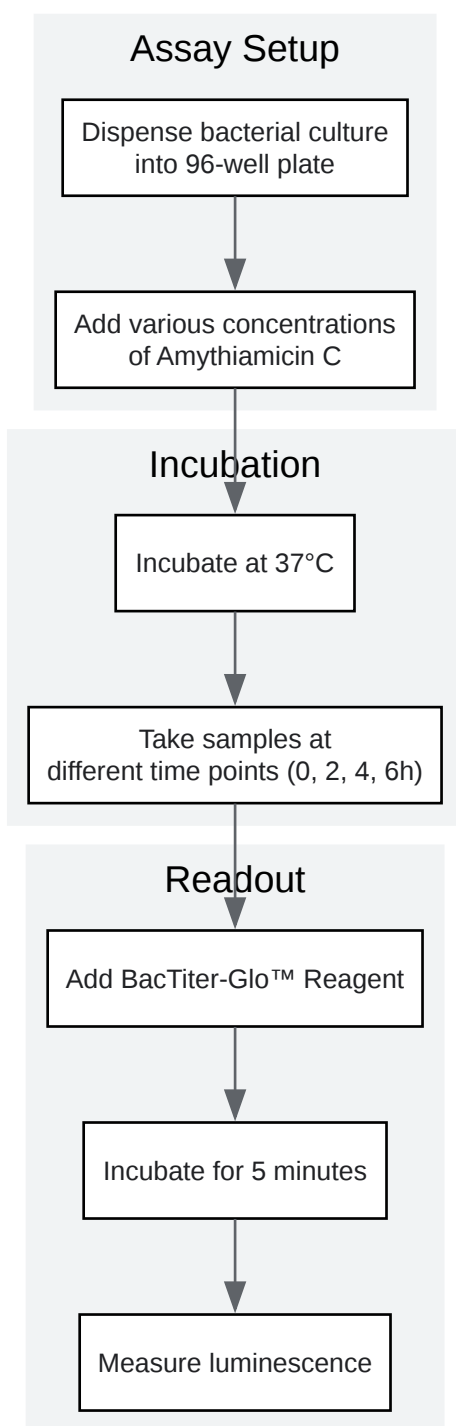 Assay Setup
Dispense bacterial culture
into 96-well plate
Add various concentrations
of Amythiamicin C
Incubation
Incubate at 37°C
Take samples at
different time points (0, 2, 4, 6h)
Readout
Add BacTiter-Glo™ Reagent
Incubate for 5 minutes
Measure luminescence